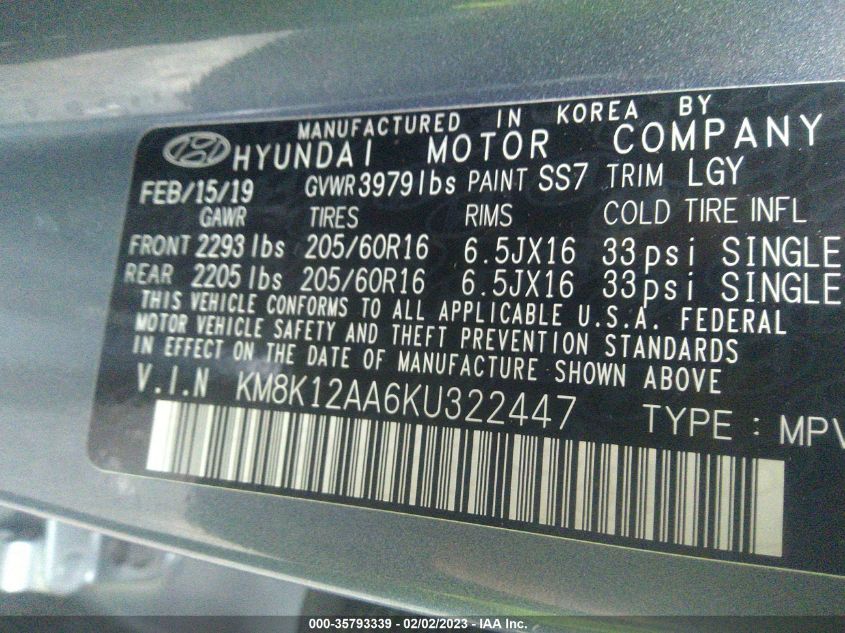 MANUFACTURED IN KOREA BY
HYUNDAI MOTOR COMPANY
FEB/15/19 GVWR 3979 lbs PAINT SS7 TRIM LGY
GAWR TIRES RIMS COLD TIRE INFL
FRONT 2293 lbs 205/60R16 6.5JX16 33psi SINGLE
REAR 2205 lbs 205/60R16 6.5JX16 33psi SINGLE
THIS VEHICLE CONFORMS TO ALL APPLICABLE U.S.A. FEDERAL
MOTOR VEHICLE SAFETY AND THEFT PREVENTION STANDARDS
IN EFFECT ON THE DATE OF MANUFACTURE SHOWN ABOVE
V.I.N KM8K12AA6KU322447 TYPE : MPV
000-35793339 - 02/02/2023 - IAA Inc.